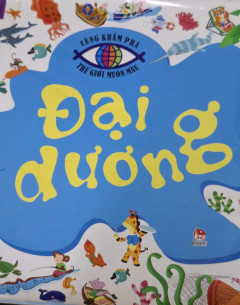 CÙNG KHÁM PHÁ
THẾ GIỚI MUÔN MÀU
Đại
dương